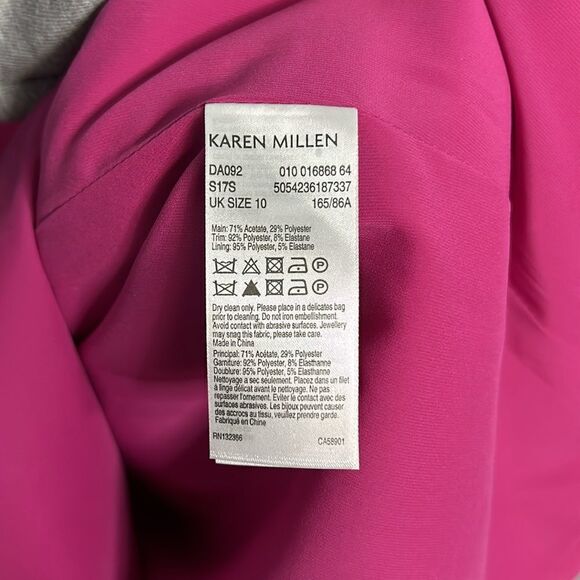 KAREN MILLEN
DA092 010 016868 64
S17S 5054236187337
UK SIZE 10 165/86A
Main: 71% Acetate, 29% Polyester
Trim: 92% Polyester, 8% Elastane
Lining: 95% Polyester, 5% Elastane
P
P
Dry clean only. Please place in a delicates bag
prior to cleaning. Do not iron embellishment.
Avoid contact with abrasive surfaces. Jewellery
may snag this fabric, please take care.
Made in China
Principal: 71% Acétate, 29% Polyester
Garniture: 92% Polyester, 8% Elasthanne
Doublure: 95% Polyester, 5% Elasthanne
Nettoyage a sec seulement. Placez dans un filet
à linge délicat avant le nettoyage. Ne pas
repasser l'ornement. Eviter le contact avec des
surfaces abrasives. Les bijoux peuvent causer
des accrocs au tissu, veuillez prendre garde.
Fabriqué en Chine
RN132366 CA58901